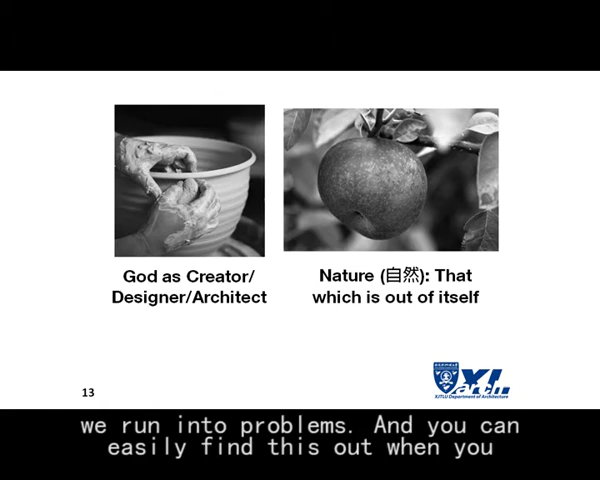 God as Creator/
Designer/Architect
Nature (自然): That
which is out of itself
13
XJTLU Department of Architecture
we run into problems. And you can
easily find this out when you